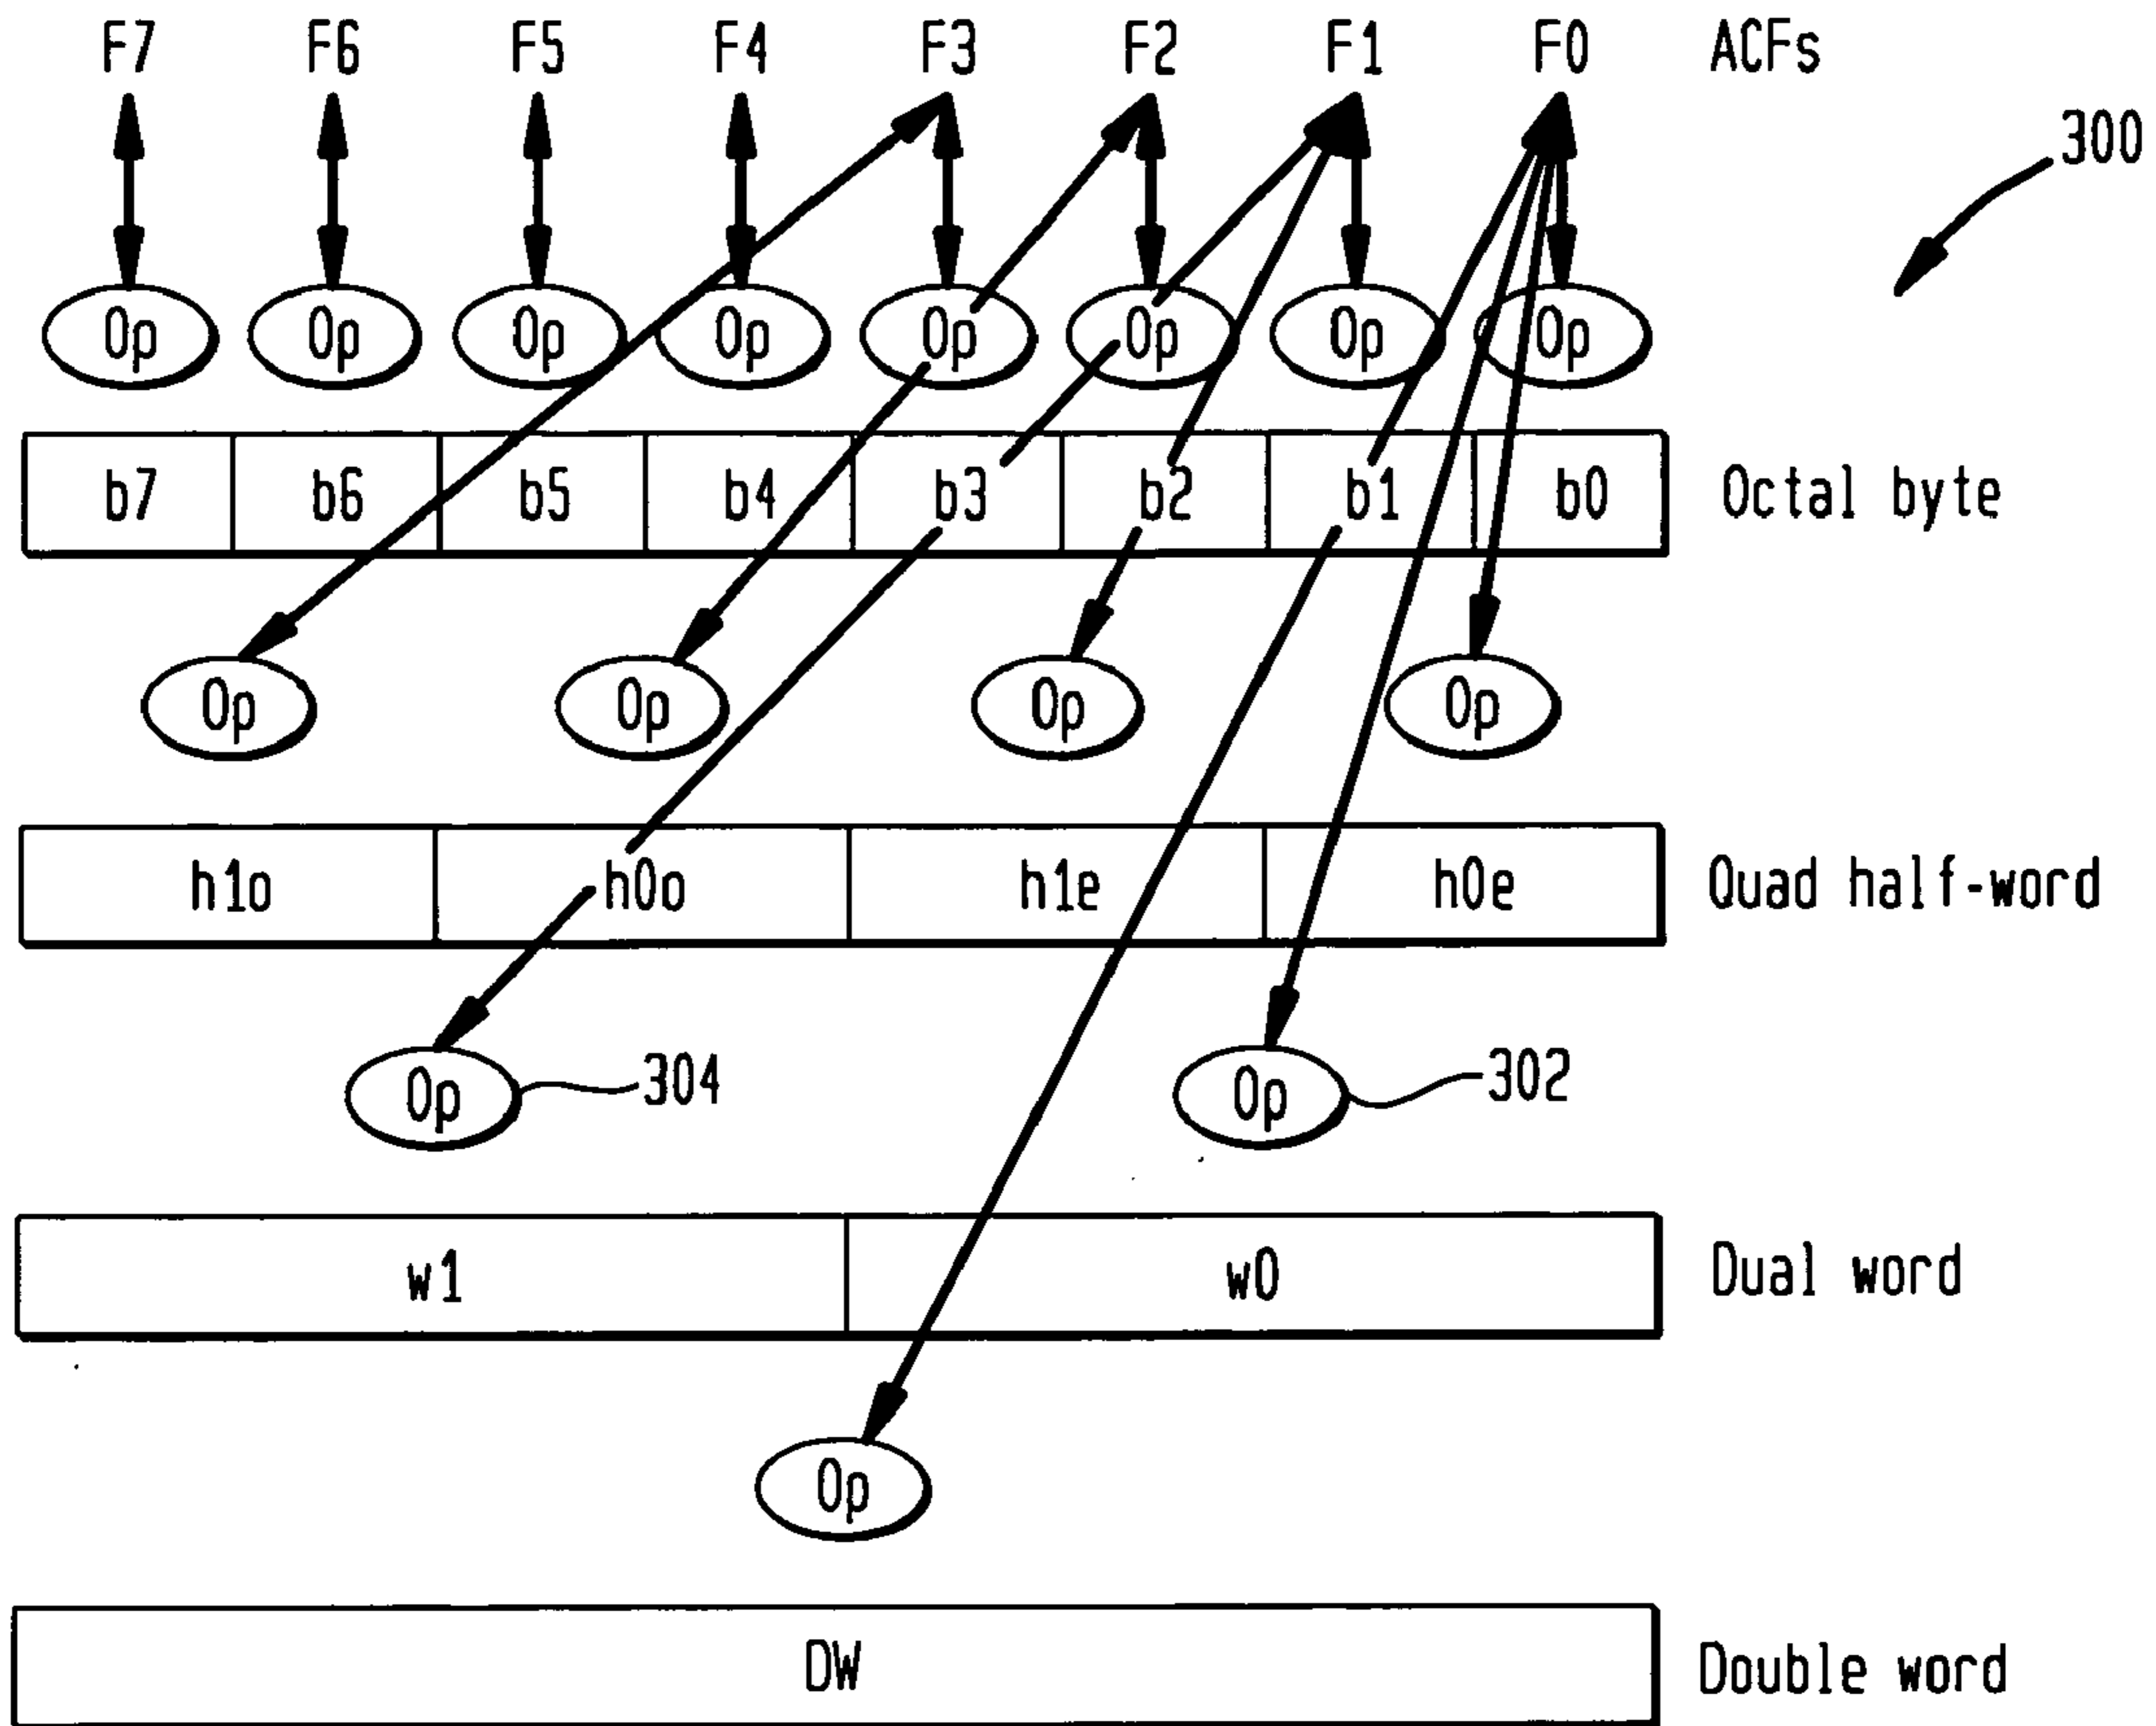 F7 F6 F5 F4 F3 F2 F1 F0 ACFs
300
Op Op Op Op Op Op Op Op
b7 b6 b5 b4 b3 b2 b1 b0 Octal byte
Op Op Op Op
h1o h0o h1e h0e Quad half-word
Op 304 Op 302
w1 w0 Dual word
Op
DW Double word